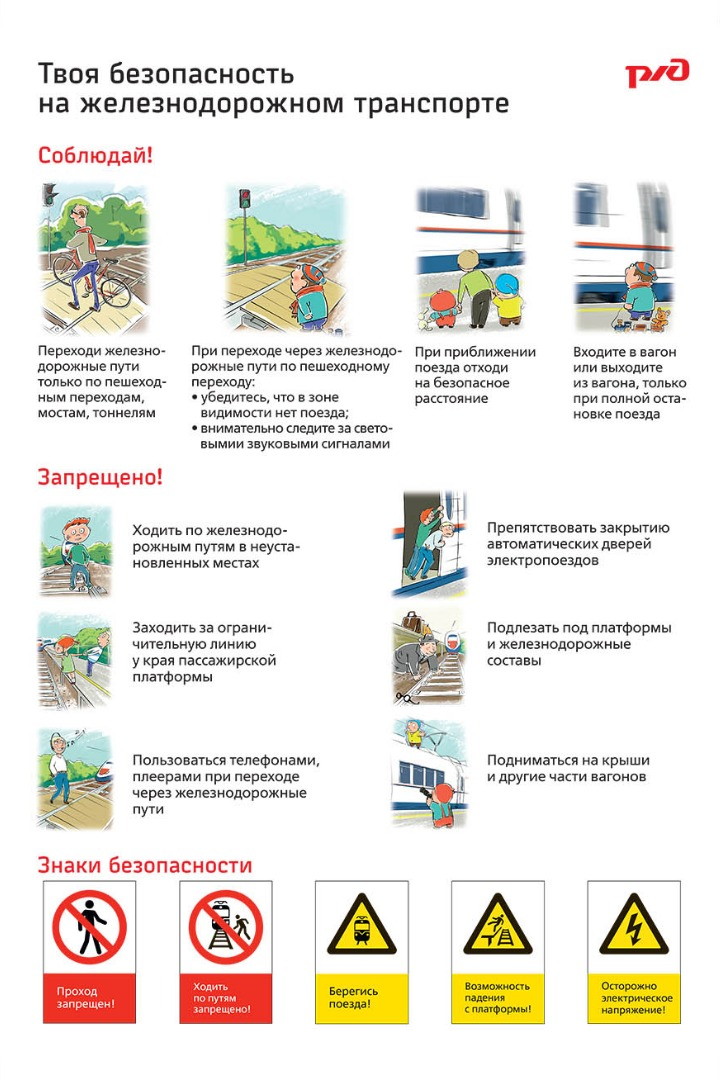 Твоя безопасность
на железнодорожном транспорте
ржд
Соблюдай!
Переходи железно-
дорожные пути
только по пешеход-
ным переходам,
мостам, тоннелям
При переходе через железнодо-
рожные пути по пешеходному
переходу:
• убедитесь, что в зоне
видимости нет поезда;
• внимательно следите за свето-
выми звуковыми сигналами
При приближении
поезда отходи
на безопасное
расстояние
Входите в вагон
или выходите
из вагона, только
при полной оста-
новке поезда
Запрещено!
Ходить по железнодо-
рожным путям в неуста-
новленных местах
Заходить за ограни-
чительную линию
у края пассажирской
платформы
Пользоваться телефонами,
плеерами при переходе
через железнодорожные
пути
Препятствовать закрытию
автоматических дверей
электропоездов
Подлезать под платформы
и железнодорожные
составы
Подниматься на крыши
и другие части вагонов
Знаки безопасности
Проход
запрещен!
Ходить
по путям
запрещено!
Берегись
поезда!
Возможность
падения
с платформы!
Осторожно
электрическое
напряжение!